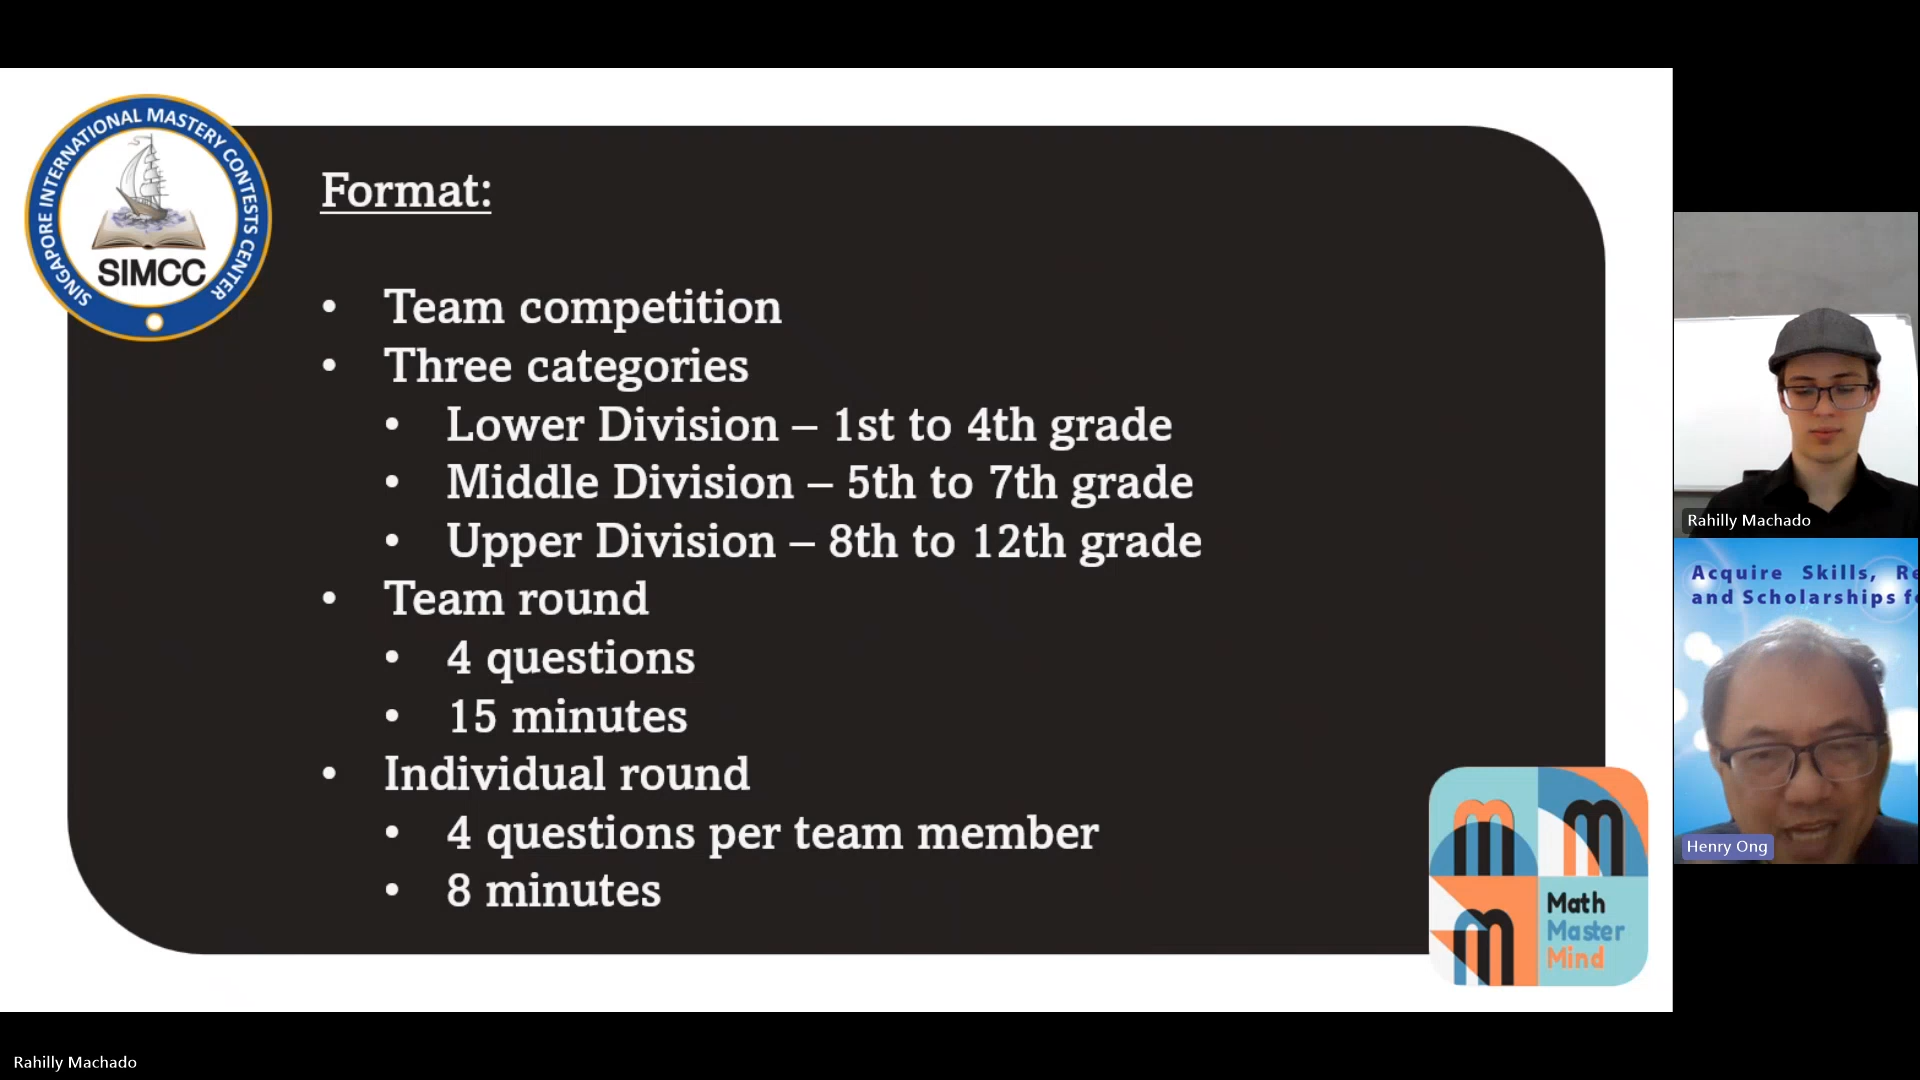 SINGAPORE INTERNATIONAL MASTERY CONTESTS CENTER
SIMCC
Format:
• Team competition
• Three categories
• Lower Division – 1st to 4th grade
• Middle Division – 5th to 7th grade
• Upper Division – 8th to 12th grade
• Team round
• 4 questions
• 15 minutes
• Individual round
• 4 questions per team member
• 8 minutes
Math
Master
Mind
Rahilly Machado
Acquire Skills, Re
and Scholarships f
Henry Ong
Rahilly Machado